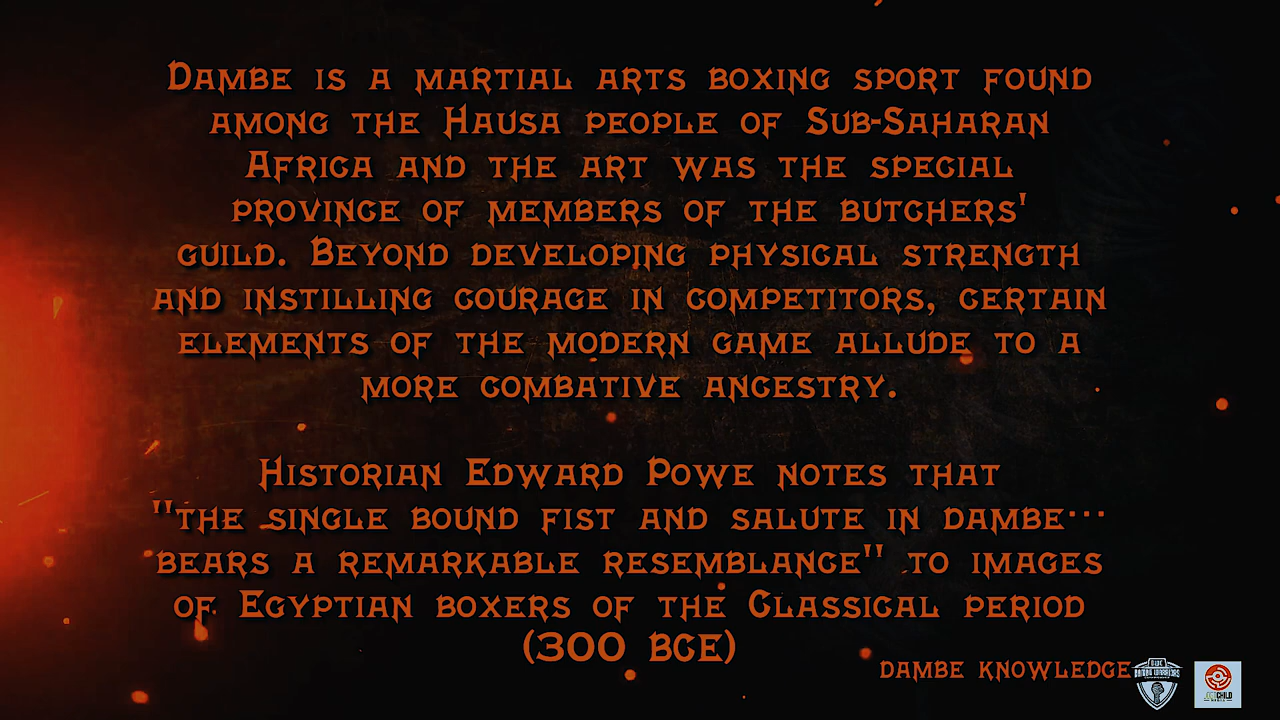 Dambe is a martial arts boxing sport found
among the Hausa people of Sub-Saharan
Africa and the art was the special
province of members of the butchers'
guild. Beyond developing physical strength
and instilling courage in competitors, certain
elements of the modern game allude to a
more combative ancestry.
Historian Edward Powe notes that
"the single bound fist and salute in dambe...
bears a remarkable resemblance" to images
of Egyptian boxers of the Classical period
(300 BCE)
dambe knowledge
DAMBE WARRIORS
CHILD